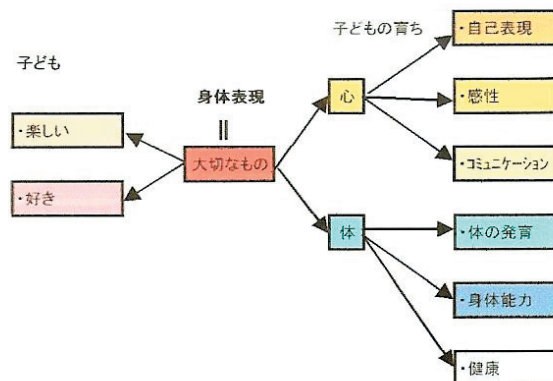 子ども
・楽しい
・好き
身体表現
||
大切なもの
子どもの育ち
心
体
・自己表現
・感性
・コミュニケーション
・体の発育
・身体能力
・健康